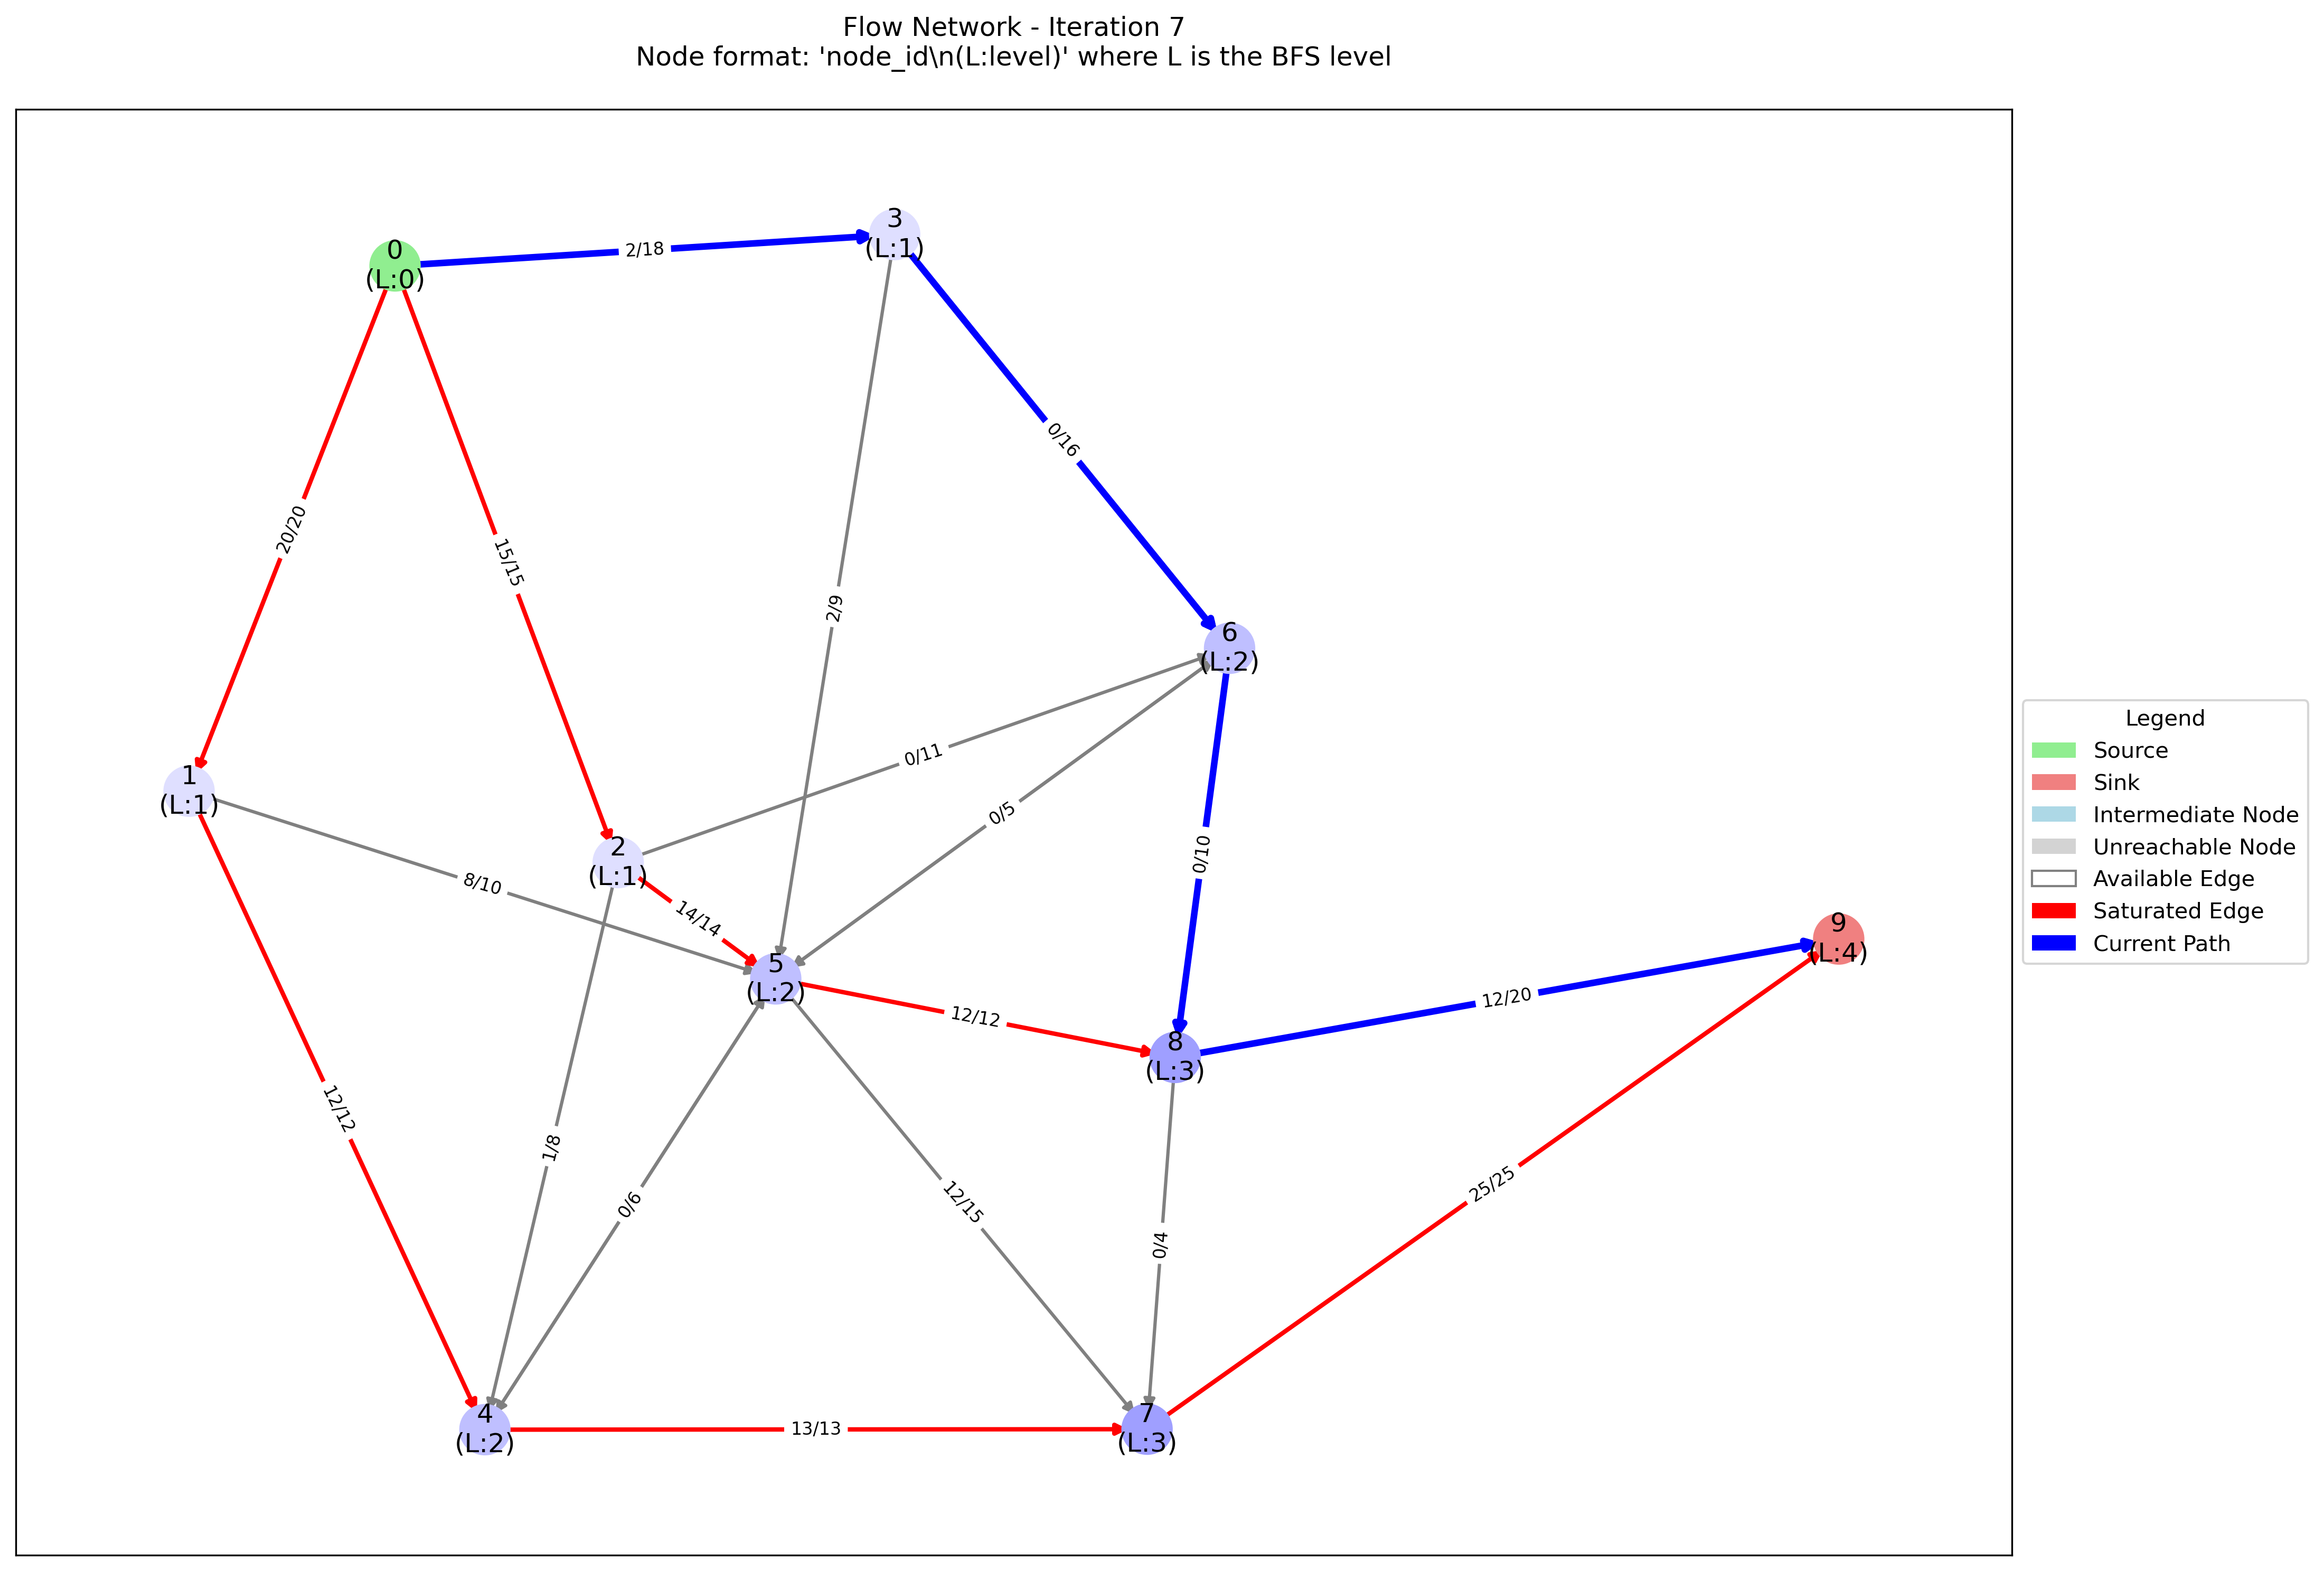 Flow Network - Iteration 7
Node format: 'node_id\n(L:level)' where L is the BFS level
3
(L:1)
0
(L:0)
2/18
0/16
20/20
15/15
2/9
6
(L:2)
0/11
1
(L:1)
0/5
2
(L:1)
0/10
8/10
14/14
9
(L:4)
5
(L:2)
12/20
12/12
8
(L:3)
12/12
1/8
0/6
12/15
25/25
0/4
4
(L:2)
13/13
7
(L:3)
Legend
Source
Sink
Intermediate Node
Unreachable Node
Available Edge
Saturated Edge
Current Path